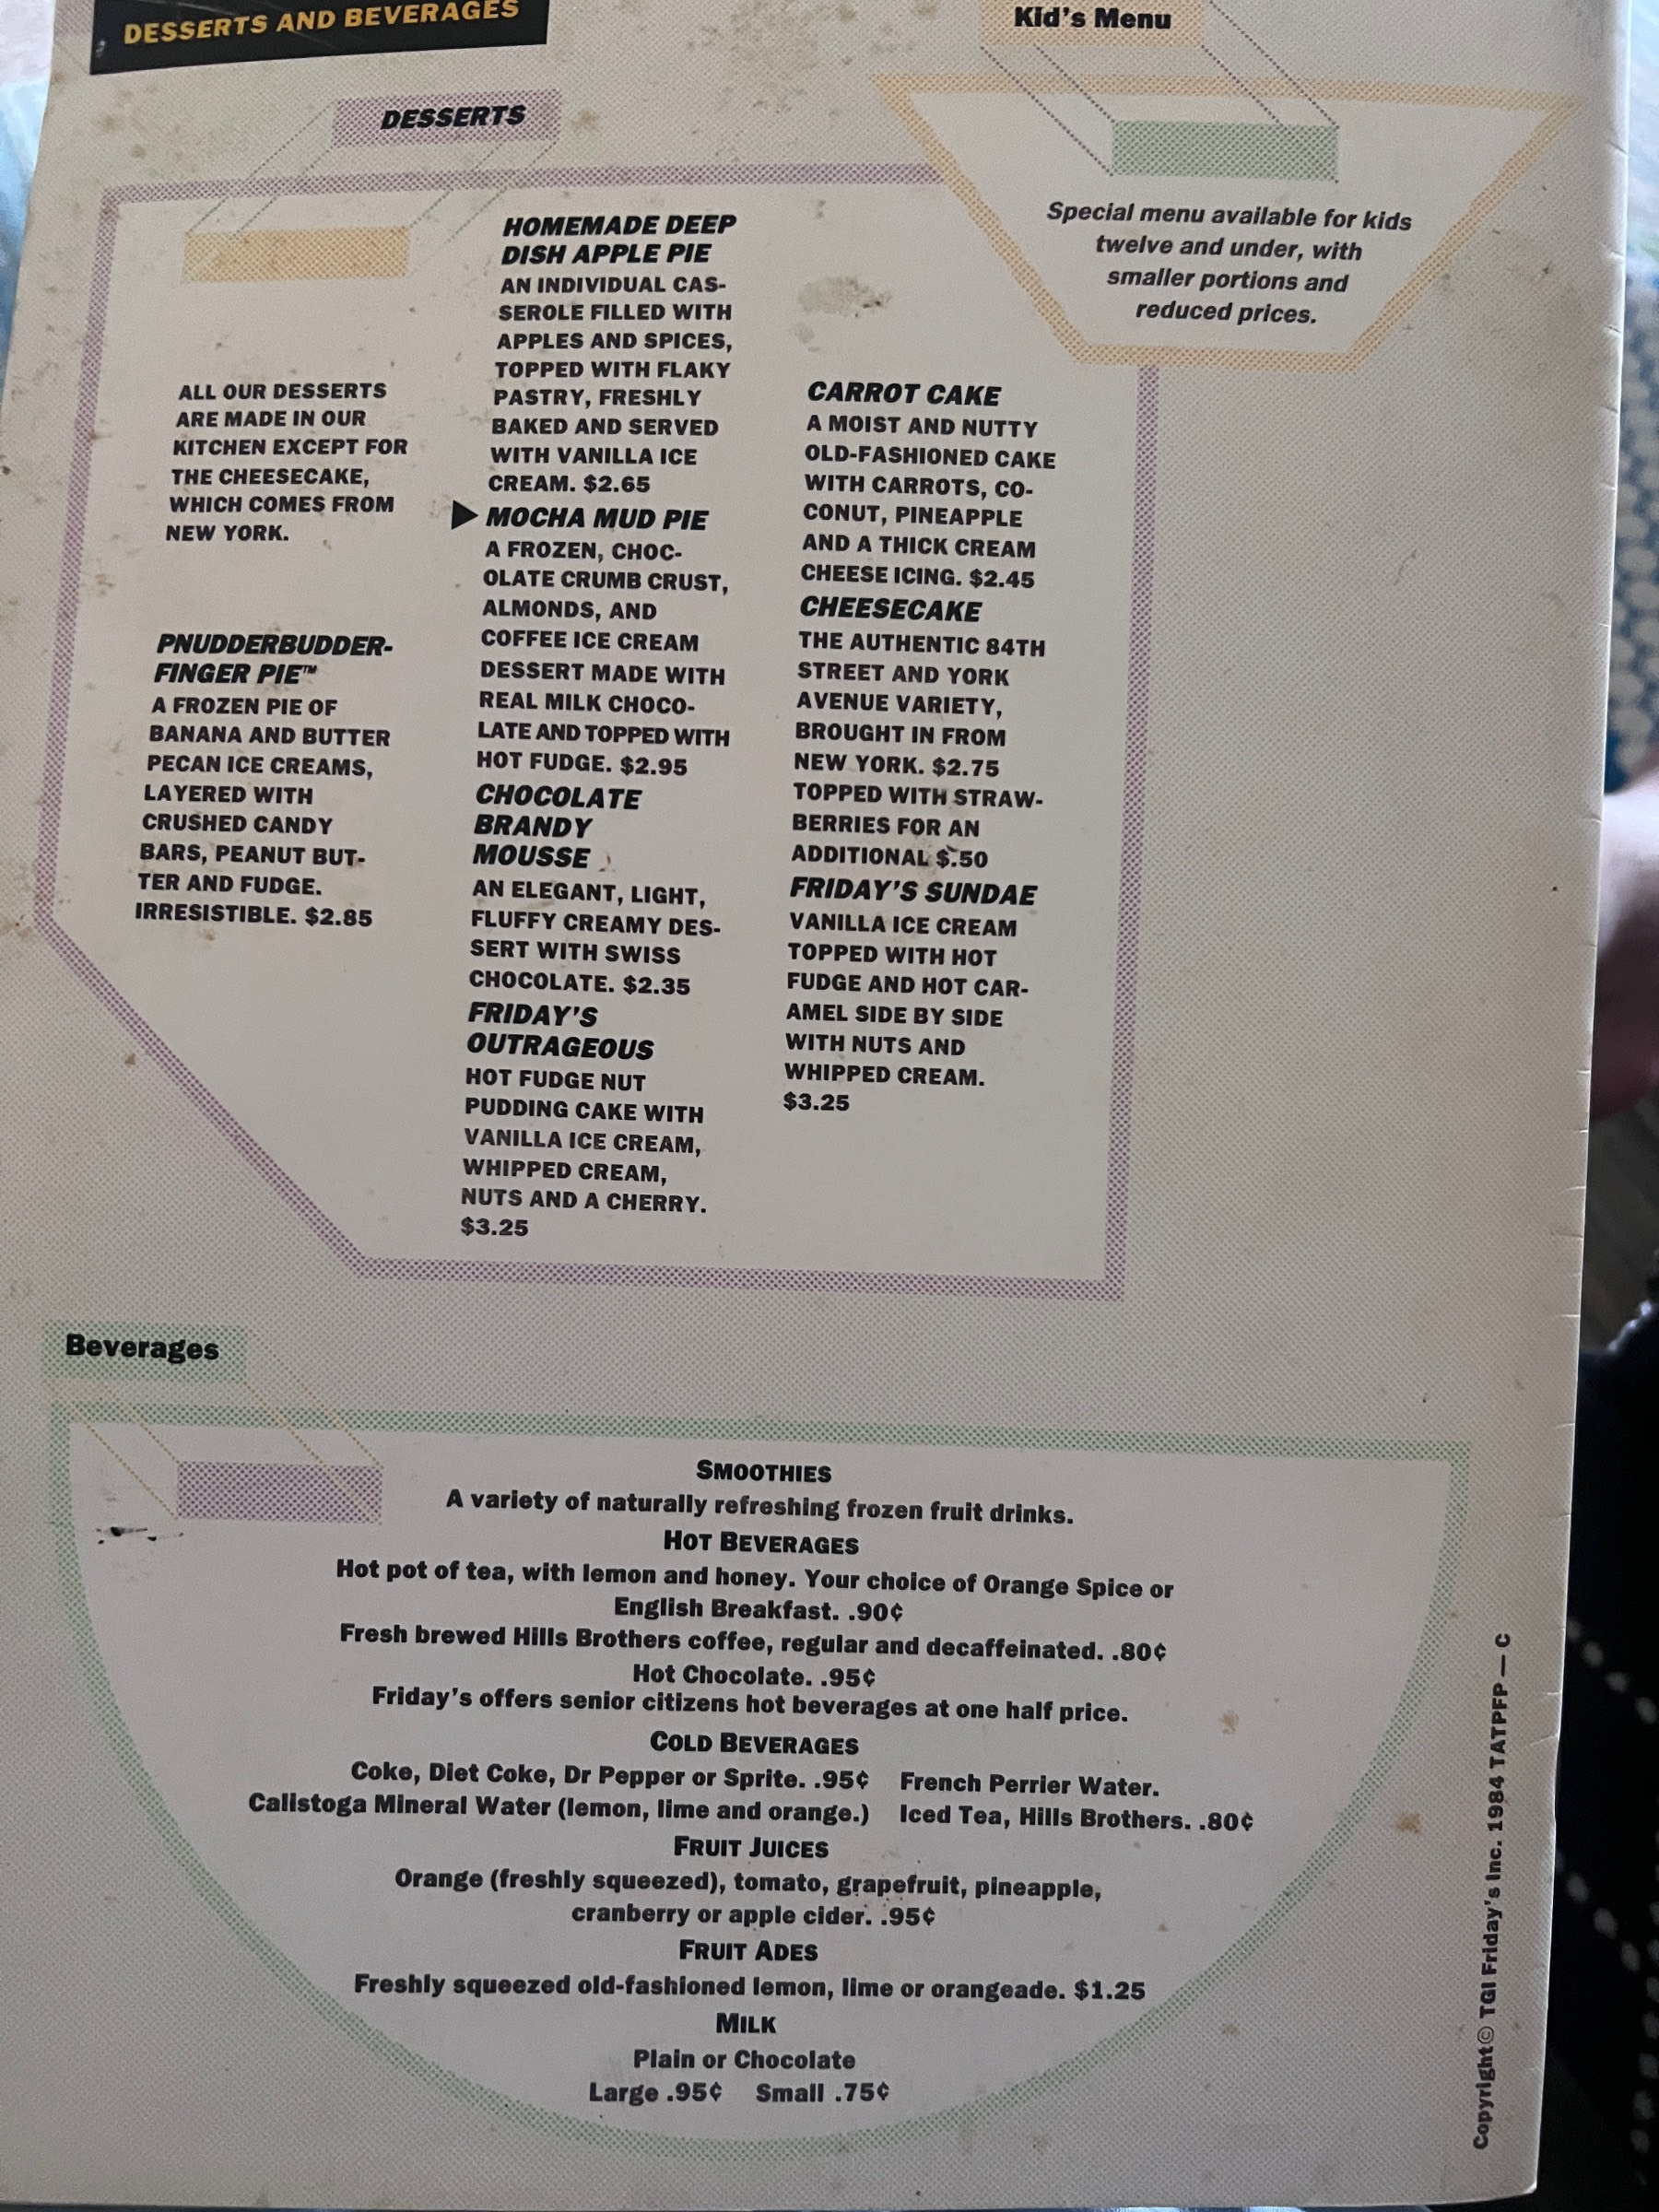 DESSERTS AND BEVERAGES
Kid's Menu
Special menu available for kids
twelve and under, with
smaller portions and
reduced prices.
DESSERTS
ALL OUR DESSERTS
ARE MADE IN OUR
KITCHEN EXCEPT FOR
THE CHEESECAKE,
WHICH COMES FROM
NEW YORK.
PNUDDERBUDDER-
FINGER PIE™
A FROZEN PIE OF
BANANA AND BUTTER
PECAN ICE CREAMS,
LAYERED WITH
CRUSHED CANDY
BARS, PEANUT BUT-
TER AND FUDGE.
IRRESISTIBLE. $2.85
HOMEMADE DEEP
DISH APPLE PIE
AN INDIVIDUAL CAS-
SEROLE FILLED WITH
APPLES AND SPICES,
TOPPED WITH FLAKY
PASTRY, FRESHLY
BAKED AND SERVED
WITH VANILLA ICE
CREAM. $2.65
MOCHA MUD PIE
A FROZEN, CHOC-
OLATE CRUMB CRUST,
ALMONDS, AND
COFFEE ICE CREAM
DESSERT MADE WITH
REAL MILK CHOCO-
LATE AND TOPPED WITH
HOT FUDGE. $2.95
CHOCOLATE
BRANDY
MOUSSE
AN ELEGANT, LIGHT,
FLUFFY CREAMY DES-
SERT WITH SWISS
CHOCOLATE. $2.35
FRIDAY'S
OUTRAGEOUS
HOT FUDGE NUT
PUDDING CAKE WITH
VANILLA ICE CREAM,
WHIPPED CREAM,
NUTS AND A CHERRY.
$3.25
CARROT CAKE
A MOIST AND NUTTY
OLD-FASHIONED CAKE
WITH CARROTS, CO-
CONUT, PINEAPPLE
AND A THICK CREAM
CHEESE ICING. $2.45
CHEESECAKE
THE AUTHENTIC 84TH
STREET AND YORK
AVENUE VARIETY,
BROUGHT IN FROM
NEW YORK. $2.75
TOPPED WITH STRAW-
BERRIES FOR AN
ADDITIONAL $.50
FRIDAY'S SUNDAE
VANILLA ICE CREAM
TOPPED WITH HOT
FUDGE AND HOT CAR-
AMEL SIDE BY SIDE
WITH NUTS AND
WHIPPED CREAM.
$3.25
Beverages
SMOOTHIES
A variety of naturally refreshing frozen fruit drinks.
HOT BEVERAGES
Hot pot of tea, with lemon and honey. Your choice of Orange Spice or
English Breakfast. .90¢
Fresh brewed Hills Brothers coffee, regular and decaffeinated. .80¢
Hot Chocolate. .95¢
Friday's offers senior citizens hot beverages at one half price.
COLD BEVERAGES
Coke, Diet Coke, Dr Pepper or Sprite. .95¢ French Perrier Water.
Calistoga Mineral Water (lemon, lime and orange.) Iced Tea, Hills Brothers. .80¢
FRUIT JUICES
Orange (freshly squeezed), tomato, grapefruit, pineapple,
cranberry or apple cider. .95¢
FRUIT ADES
Freshly squeezed old-fashioned lemon, lime or orangeade. $1.25
MILK
Plain or Chocolate
Large .95¢ Small .75¢
Copyright© TGI Friday's Inc. 1984 TATPFP — C